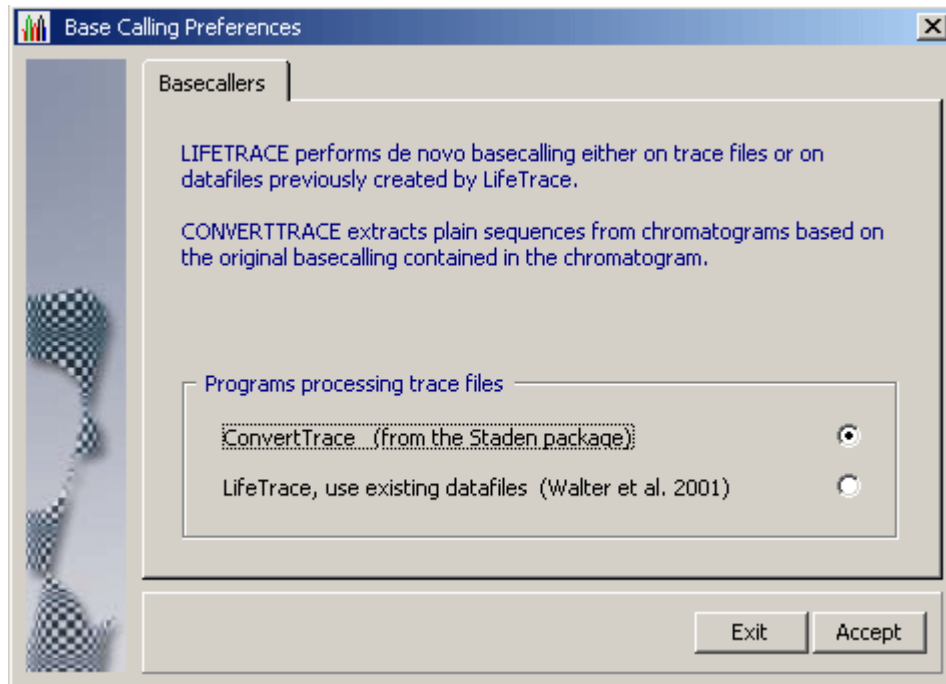 Base Calling Preferences
Basecallers
LIFETRACE performs de novo basecalling either on trace files or on
datafiles previously created by LifeTrace.
CONVERTTRACE extracts plain sequences from chromatograms based on
the original basecalling contained in the chromatogram.
Programs processing trace files
ConvertTrace (from the Staden package)
LifeTrace, use existing datafiles (Walter et al. 2001)
Exit Accept